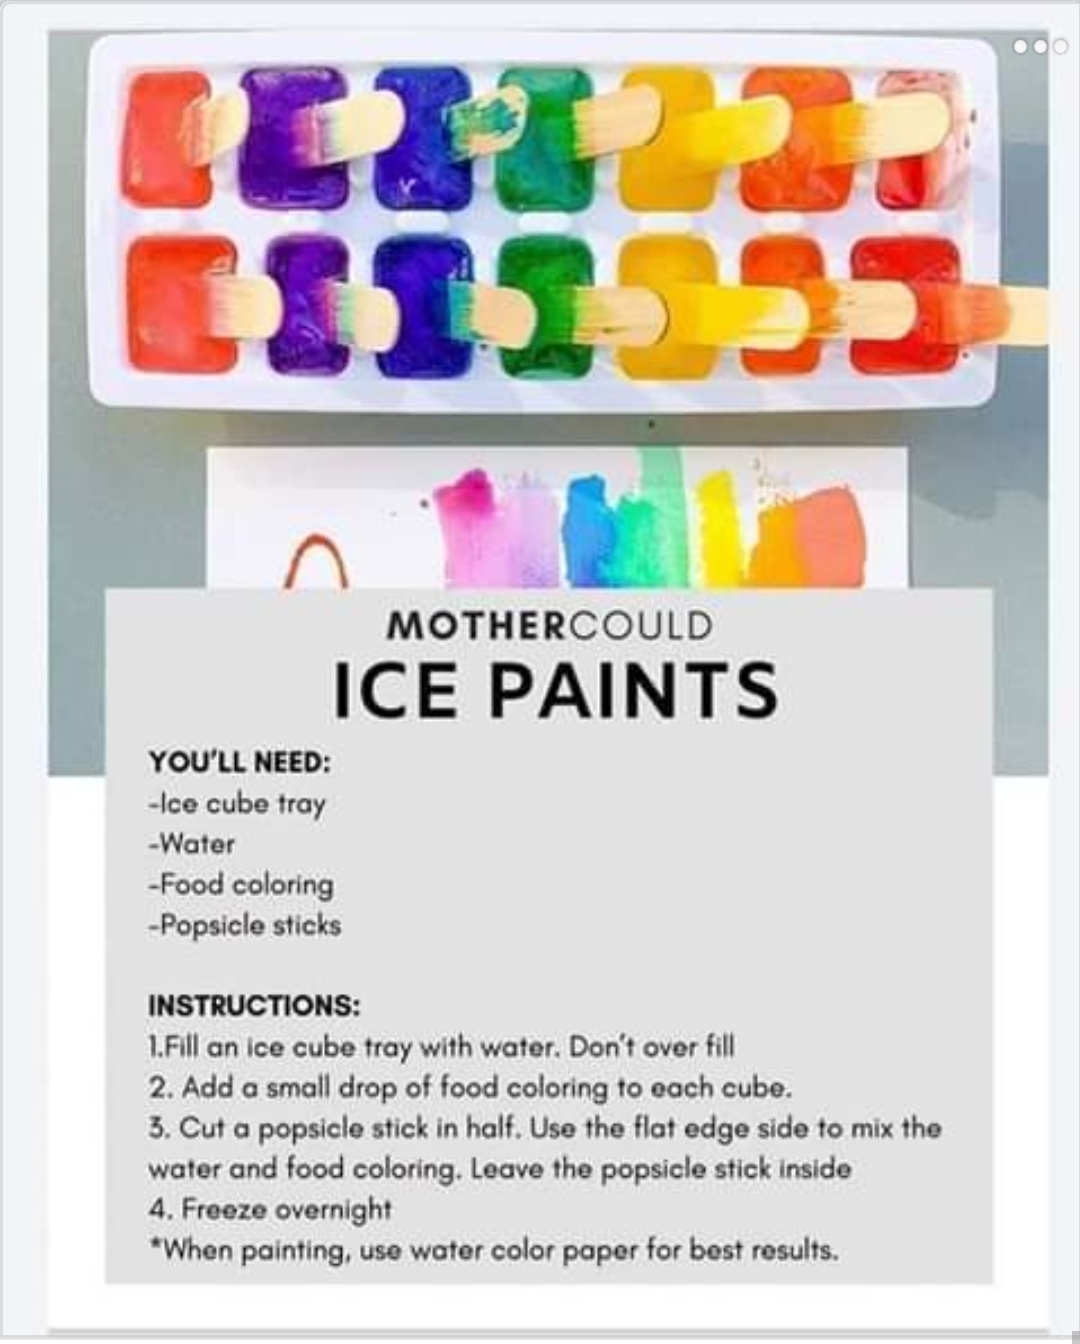 MOTHERCOULD
ICE PAINTS
YOU'LL NEED:
-Ice cube tray
-Water
-Food coloring
-Popsicle sticks
INSTRUCTIONS:
1.Fill an ice cube tray with water. Don't over fill
2. Add a small drop of food coloring to each cube.
3. Cut a popsicle stick in half. Use the flat edge side to mix the
water and food coloring. Leave the popsicle stick inside
4. Freeze overnight
*When painting, use water color paper for best results.